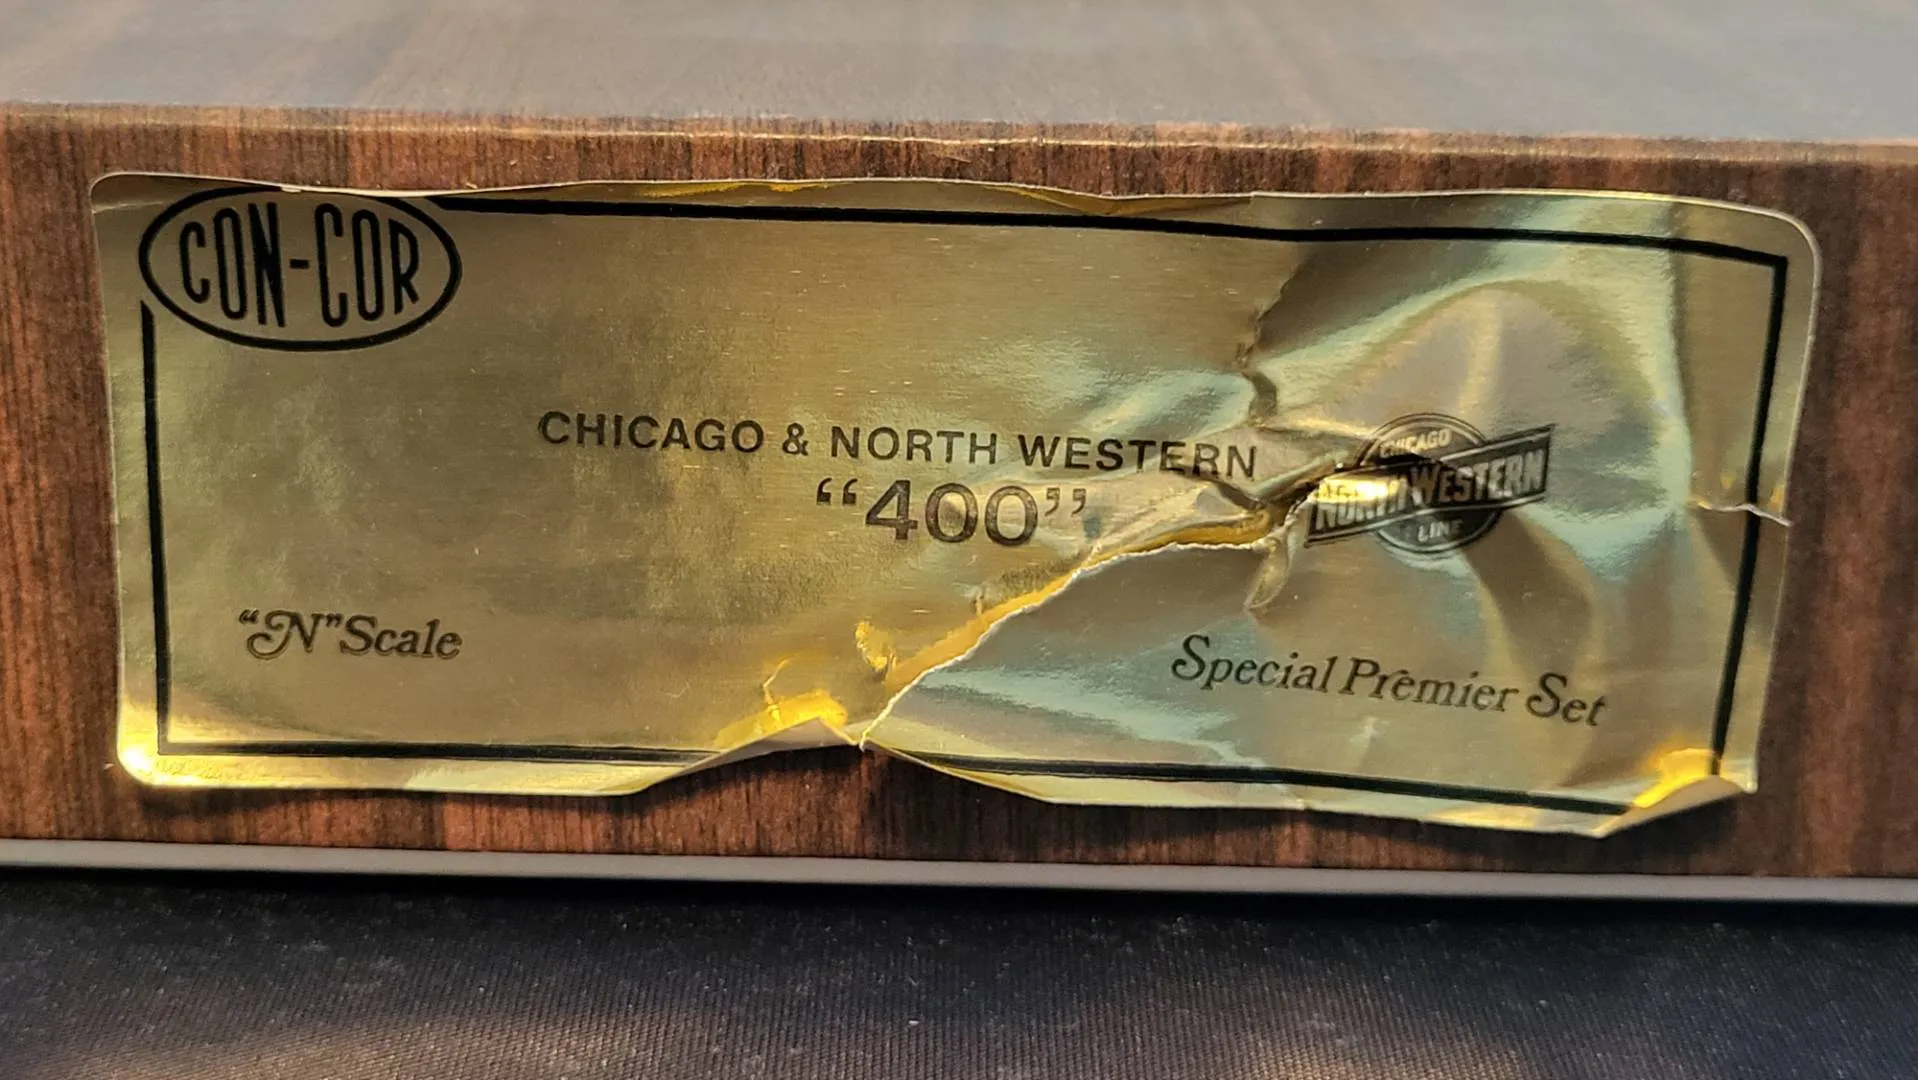 CON-COR
CHICAGO & NORTH WESTERN
“400”
CHICAGO
NORTH WESTERN
LINE
“N” Scale
Special Premier Set